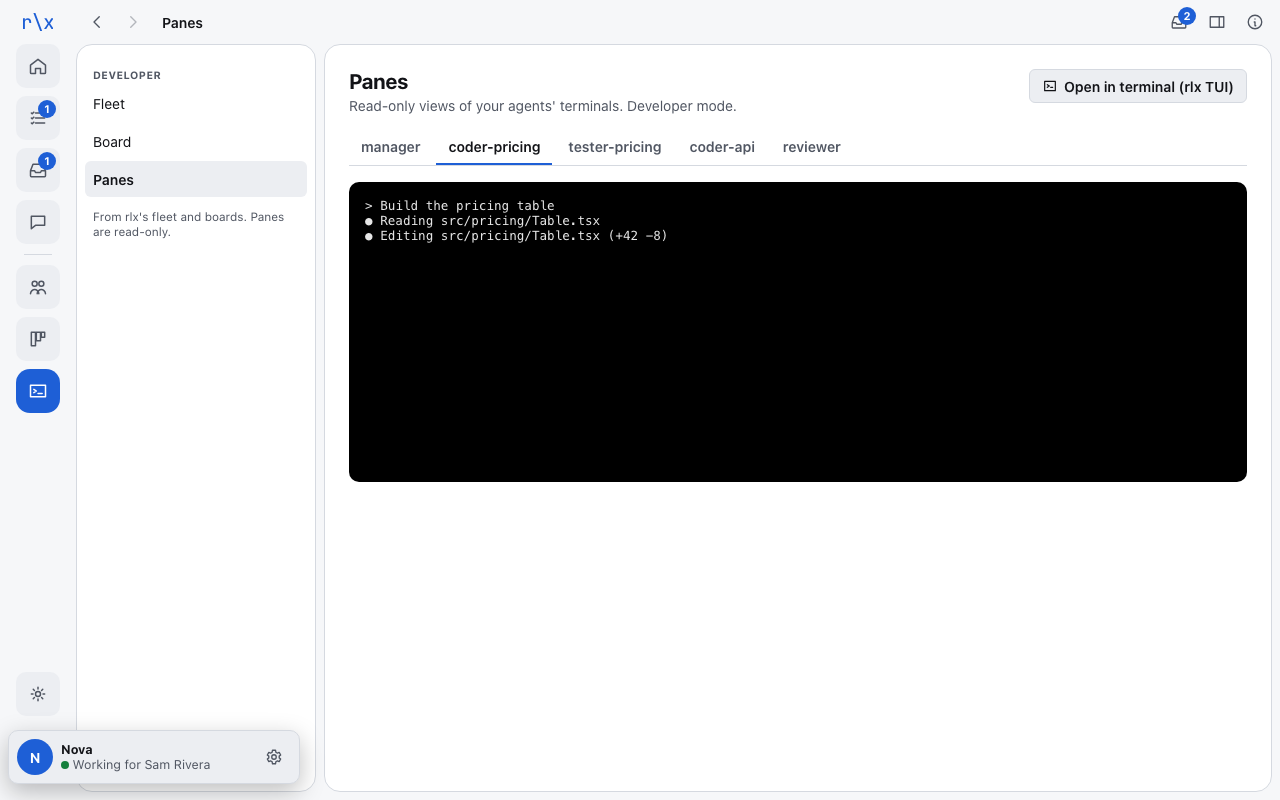 r\x
Panes
2
1
1
DEVELOPER
Fleet
Board
Panes
From rlx's fleet and boards. Panes
are read-only.
Panes
Read-only views of your agents' terminals. Developer mode.
Open in terminal (rlx TUI)
manager
coder-pricing
tester-pricing
coder-api
reviewer
> Build the pricing table
● Reading src/pricing/Table.tsx
● Editing src/pricing/Table.tsx (+42 −8)
N
Nova
Working for Sam Rivera